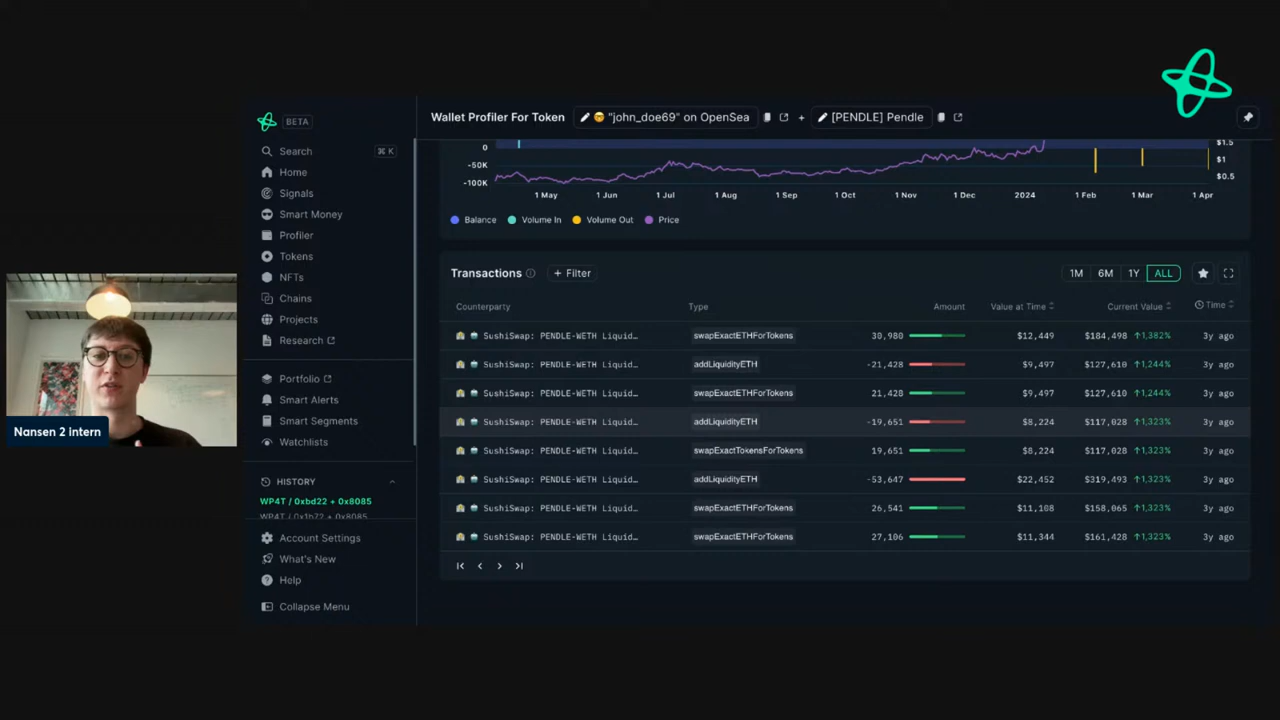 BETA
Search ⌘ K
Home
Signals
Smart Money
Profiler
Tokens
NFTs
Chains
Projects
Research
Portfolio
Smart Alerts
Smart Segments
Watchlists
HISTORY
WP4T / 0xbd22 + 0x8085
WP4T / 0x1b72 + 0x8085
Account Settings
What's New
Help
Collapse Menu
Nansen 2 Intern
Wallet Profiler For Token "john_doe69" on OpenSea + [PENDLE] Pendle
0 $1.5
-50K $1
-100K $0.5
1 May 1 Jun 1 Jul 1 Aug 1 Sep 1 Oct 1 Nov 1 Dec 2024 1 Feb 1 Mar 1 Apr
Balance Volume In Volume Out Price
Transactions + Filter 1M 6M 1Y ALL
Counterparty Type Amount Value at Time Current Value Time
SushiSwap: PENDLE-WETH Liquid… swapExactETHForTokens 30,980 $12,449 $184,498 ↑1,382% 3y ago
SushiSwap: PENDLE-WETH Liquid… addLiquidityETH -21,428 $9,497 $127,610 ↑1,244% 3y ago
SushiSwap: PENDLE-WETH Liquid… swapExactETHForTokens 21,428 $9,497 $127,610 ↑1,244% 3y ago
SushiSwap: PENDLE-WETH Liquid… addLiquidityETH -19,651 $8,224 $117,028 ↑1,323% 3y ago
SushiSwap: PENDLE-WETH Liquid… swapExactTokensForTokens 19,651 $8,224 $117,028 ↑1,323% 3y ago
SushiSwap: PENDLE-WETH Liquid… addLiquidityETH -53,647 $22,452 $319,493 ↑1,323% 3y ago
SushiSwap: PENDLE-WETH Liquid… swapExactETHForTokens 26,541 $11,108 $158,065 ↑1,323% 3y ago
SushiSwap: PENDLE-WETH Liquid… swapExactETHForTokens 27,106 $11,344 $161,428 ↑1,323% 3y ago